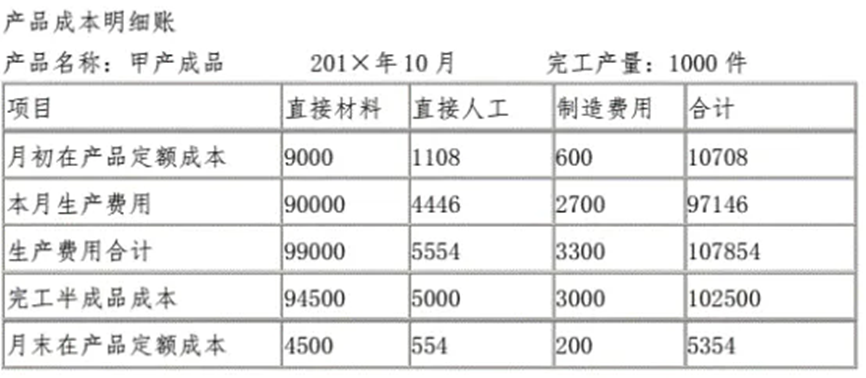 产品成本明细账
产品名称：甲产成品 201×年10月 完工产量：1000件
项目 直接材料 直接人工 制造费用 合计
月初在产品定额成本 9000 1108 600 10708
本月生产费用 90000 4446 2700 97146
生产费用合计 99000 5554 3300 107854
完工半成品成本 94500 5000 3000 102500
月末在产品定额成本 4500 554 200 5354